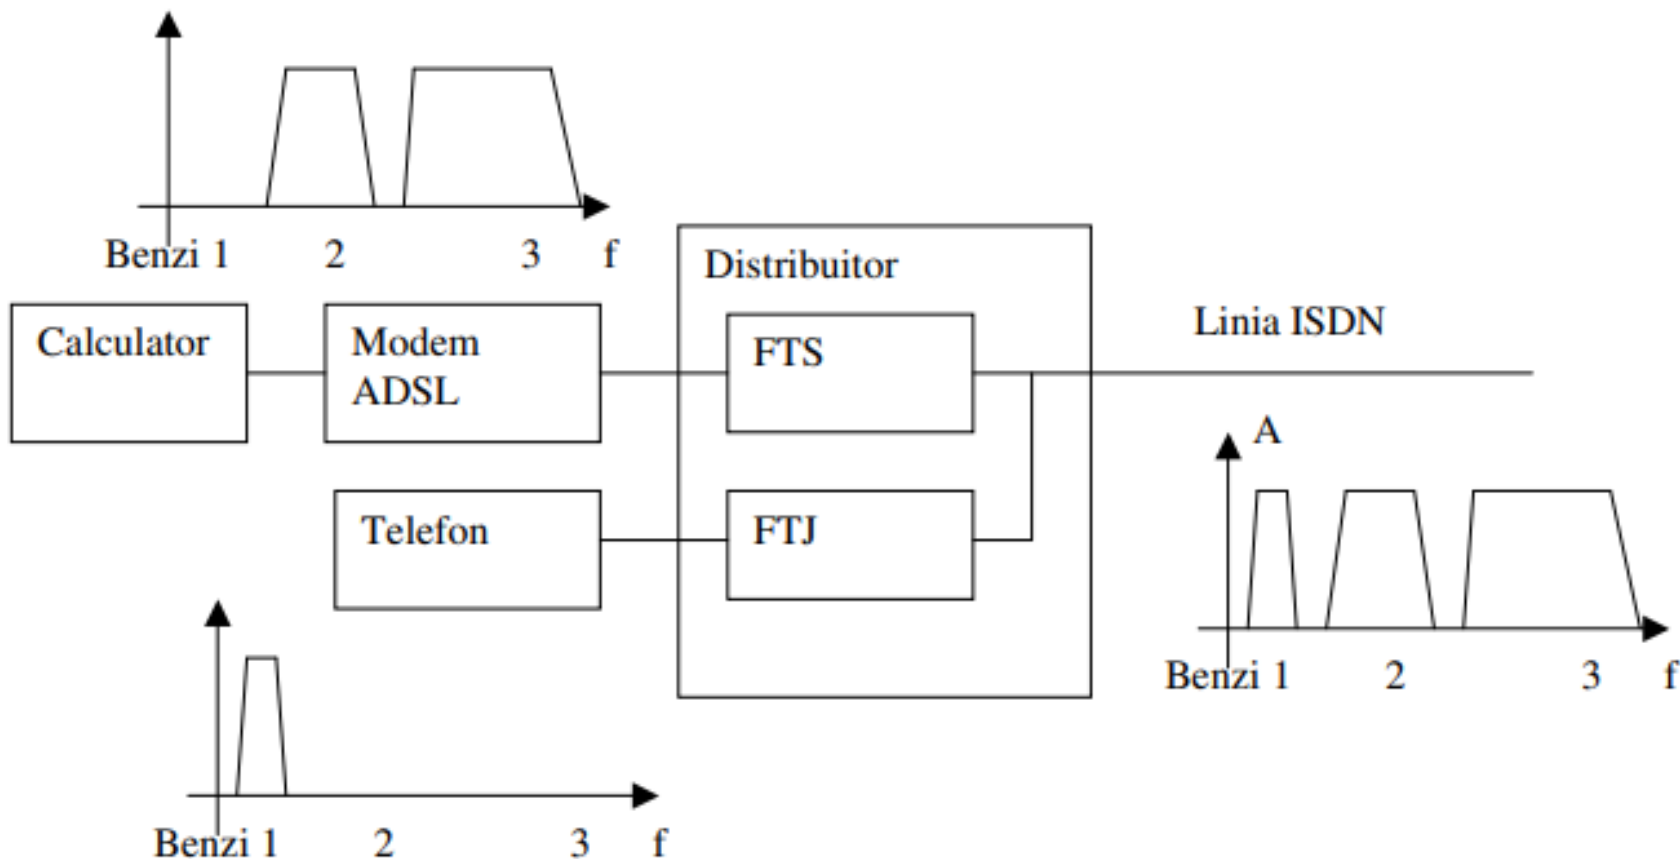 Benzi 1 2 3 f
Distribuitor
Calculator
Modem
ADSL
FTS
Linia ISDN
Telefon
FTJ
A
Benzi 1 2 3 f
Benzi 1 2 3 f